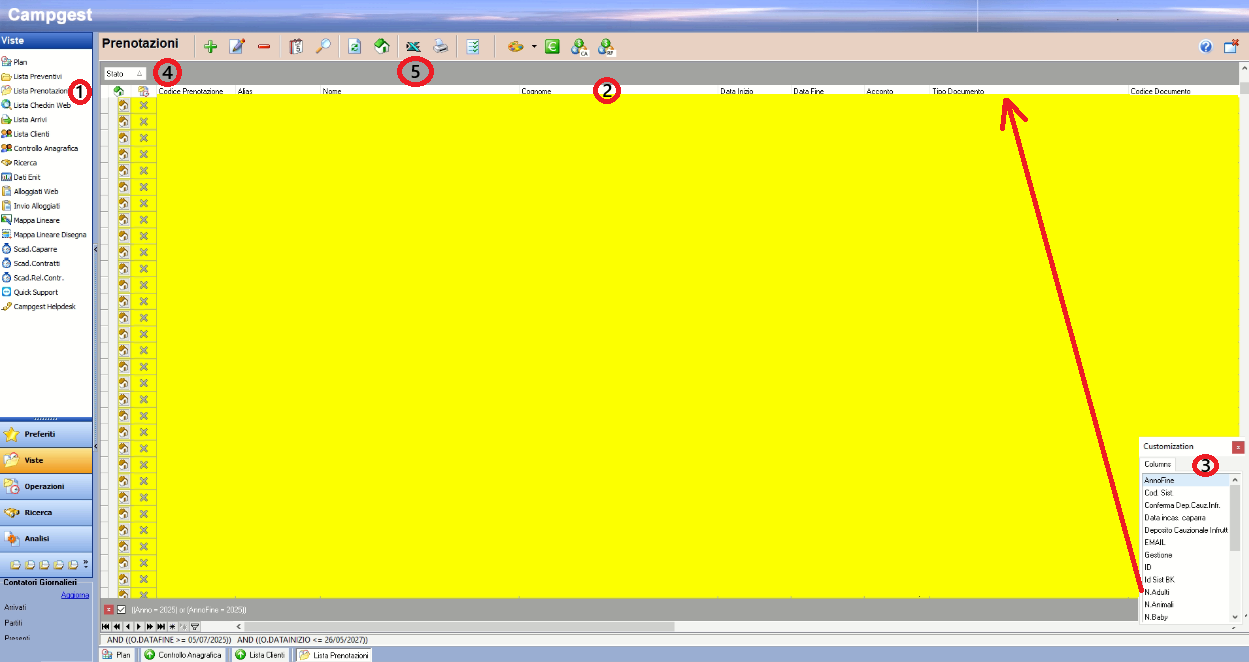 Campgest
Viste
Plan
Lista Preventivi
Lista Prenotazioni
1
Lista Checkin Web
Lista Arrivi
Lista Clienti
Controllo Anagrafica
Ricerca
Dati Enit
Alloggiati Web
Invio Alloggiati
Mappa Lineare
Mappa Lineare Disegna
Scad.Caparre
Scad.Contratti
Scad.Rel.Contr.
Quick Support
Campgest Helpdesk
Preferiti
Viste
Operazioni
Ricerca
Analisi
Contatori Giornalieri
Aggiorna
Arrivati
Partiti
Presenti
Prenotazioni
5
CA
RF
Stato
4
5
Codice Prenotazione Alias Nome Cognome 2 Data Inizio Data Fine Acconto Tipo Documento Codice Documento
Customization
Columns 3
AnnoFine
Cod. Sist.
Conferma Dep.Cauz.Infr.
Data incas. caparra
Deposito Cauzionale Infrutt
EMAIL
Gestione
ID
Id Sist BK
N.Adulti
N.Animali
N.Baby
((Anno = 2025) or (AnnoFine = 2025))
AND ((O.DATAFINE >= 05/07/2025)) AND ((O.DATAINIZIO <= 26/05/2027))
Plan Controllo Anagrafica Lista Clienti Lista Prenotazioni